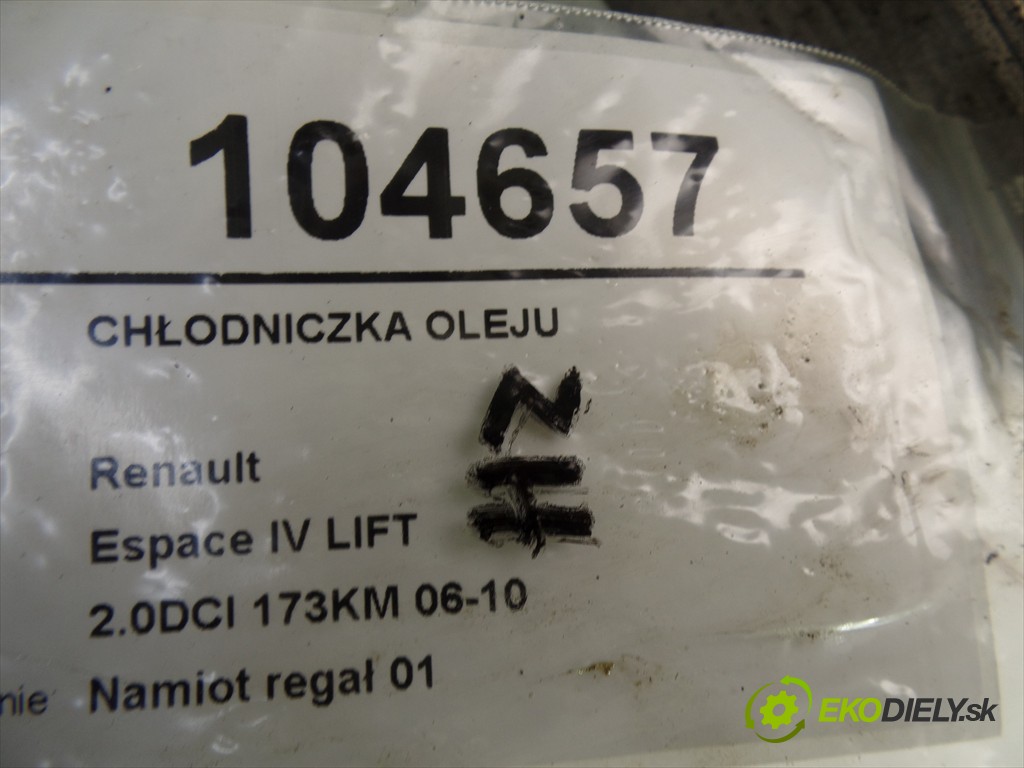 104657
CHŁODNICZKA OLEJU
Renault
Espace IV LIFT
2.0DCI 173KM 06-10
nie Namiot regał 01
EKODIELY.sk